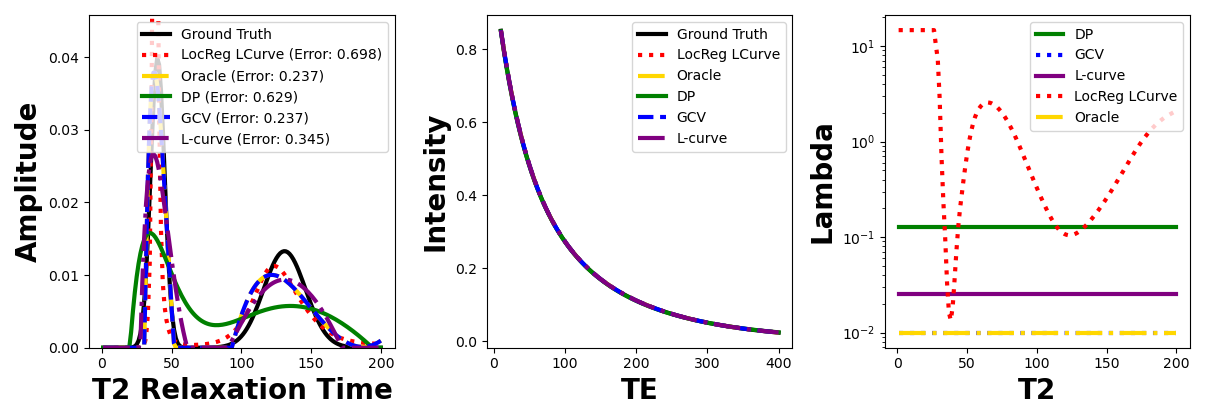 Amplitude
0.04
0.03
0.02
0.01
0.00
0
50
100
150
200
T2 Relaxation Time
Ground Truth
LocReg LCurve (Error: 0.698)
Oracle (Error: 0.237)
DP (Error: 0.629)
GCV (Error: 0.237)
L-curve (Error: 0.345)
Intensity
0.8
0.6
0.4
0.2
0.0
0
100
200
300
400
TE
Ground Truth
LocReg LCurve
Oracle
DP
GCV
L-curve
Lambda
10¹
10⁰
10⁻¹
10⁻²
0
50
100
150
200
T2
DP
GCV
L-curve
LocReg LCurve
Oracle